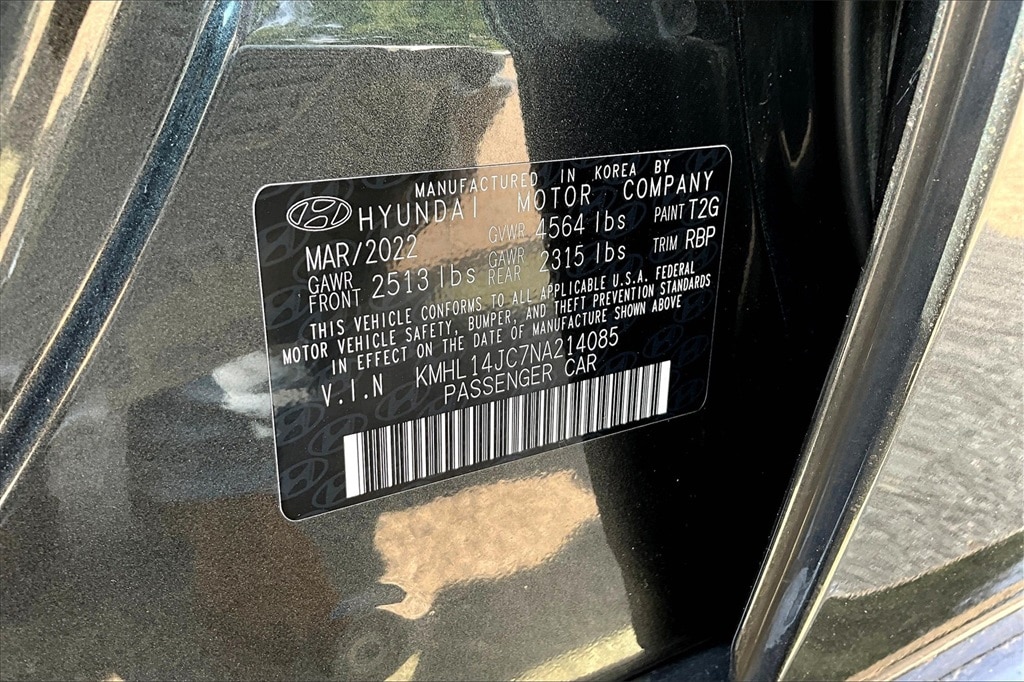 MANUFACTURED IN KOREA BY
HYUNDAI MOTOR COMPANY
MAR/2022 GVWR 4564 lbs PAINT T2G
GAWR FRONT 2513 lbs GAWR REAR 2315 lbs TRIM RBP
THIS VEHICLE CONFORMS TO ALL APPLICABLE U.S.A. FEDERAL
MOTOR VEHICLE SAFETY, BUMPER, AND THEFT PREVENTION STANDARDS
IN EFFECT ON THE DATE OF MANUFACTURE SHOWN ABOVE
V.I.N KMHL14JC7NA214085
PASSENGER CAR